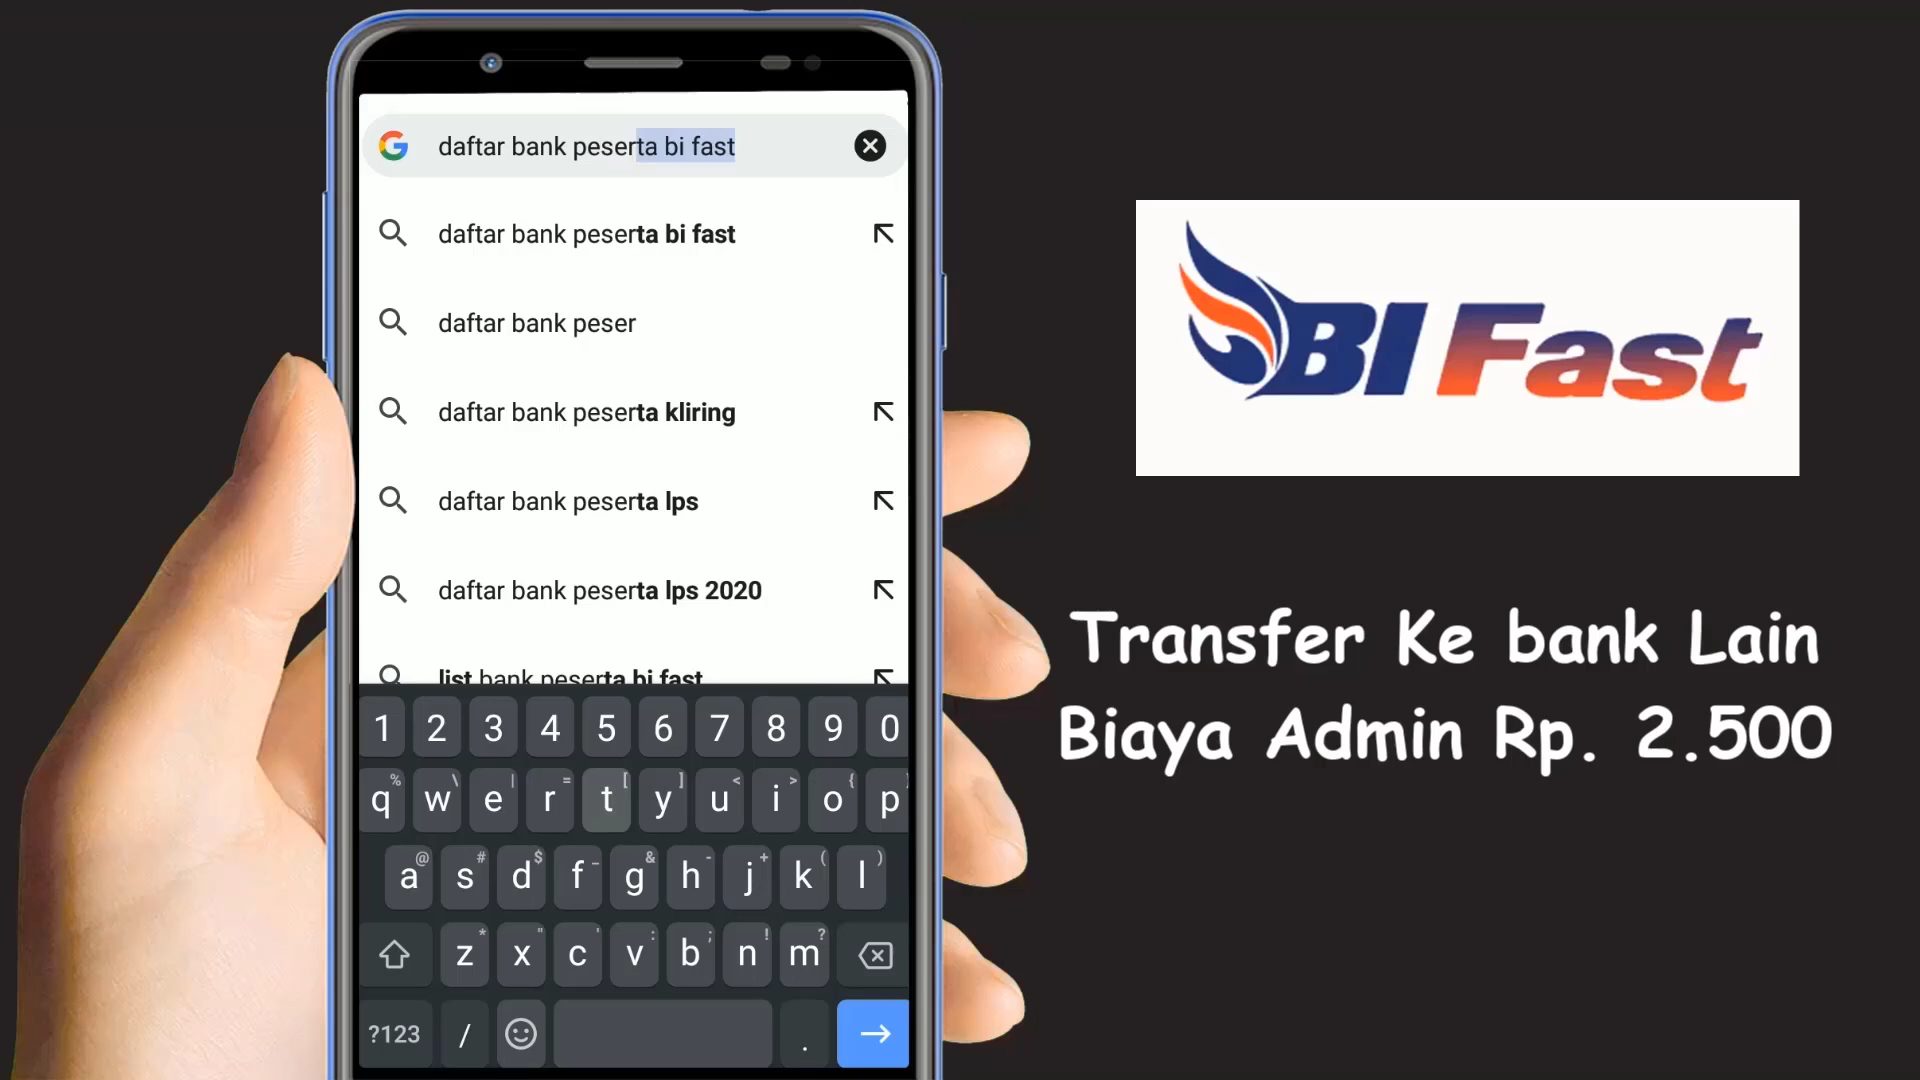 daftar bank peserta bi fast
daftar bank peserta bi fast
daftar bank peser
daftar bank peserta kliring
daftar bank peserta lps
daftar bank peserta lps 2020
list bank peserta bi fast
1 2 3 4 5 6 7 8 9 0
q % w \ e | r = t [ y ] u < i > o { p
a @ s # d $ f - g & h - j + k ( l )
z * x " c ' v : b ; n ! m ?
?123 / .
BI Fast
Transfer Ke bank Lain
Biaya Admin Rp. 2.500